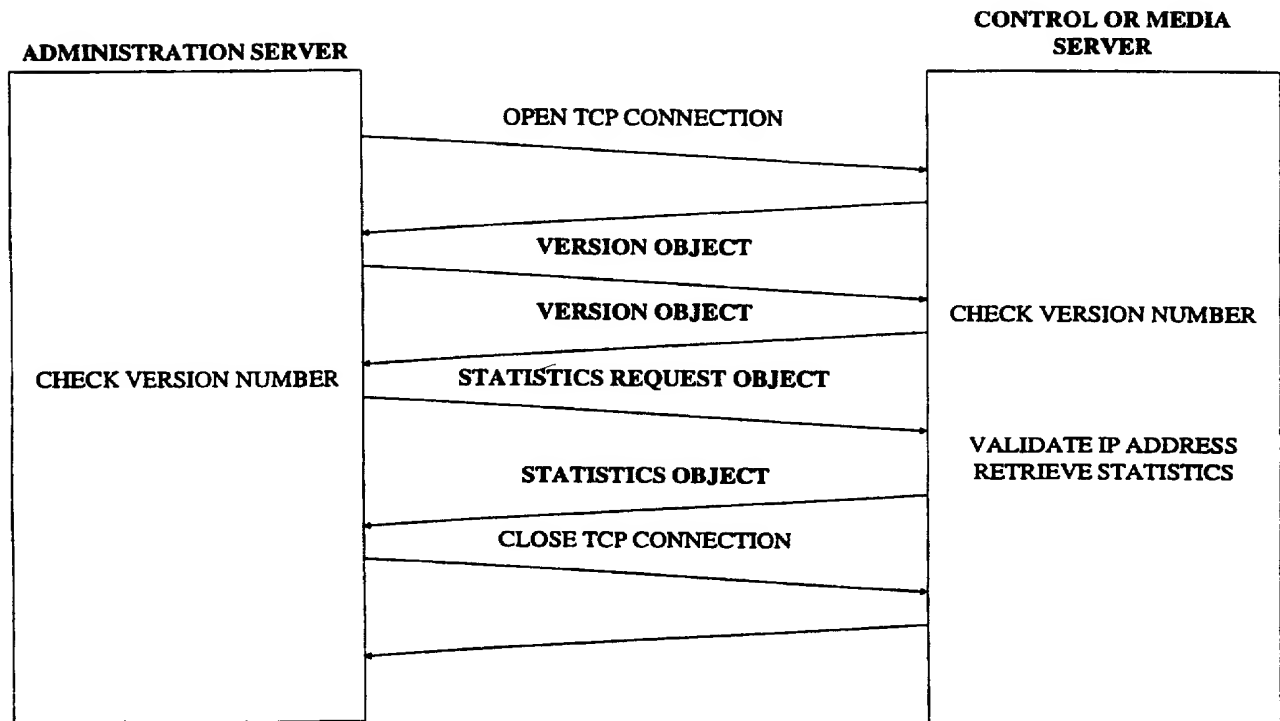 CONTROL OR MEDIA
SERVER
ADMINISTRATION SERVER
OPEN TCP CONNECTION
VERSION OBJECT
VERSION OBJECT
CHECK VERSION NUMBER
CHECK VERSION NUMBER
STATISTICS REQUEST OBJECT
VALIDATE IP ADDRESS
RETRIEVE STATISTICS
STATISTICS OBJECT
CLOSE TCP CONNECTION